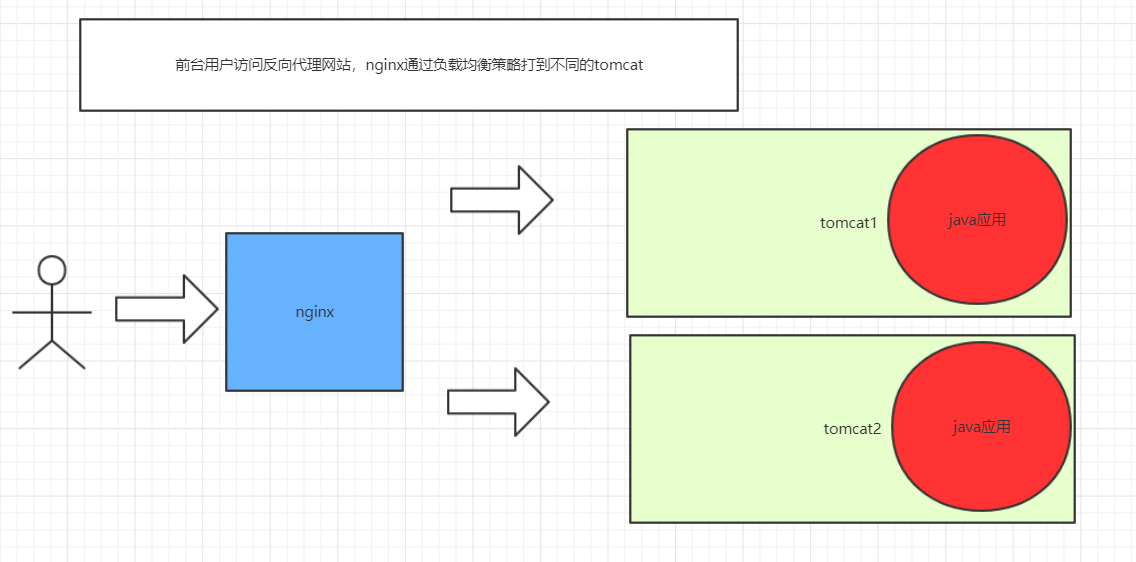 前台用户访问反向代理网站，nginx通过负载均衡策略打到不同的tomcat
tomcat1
java应用
nginx
tomcat2
java应用